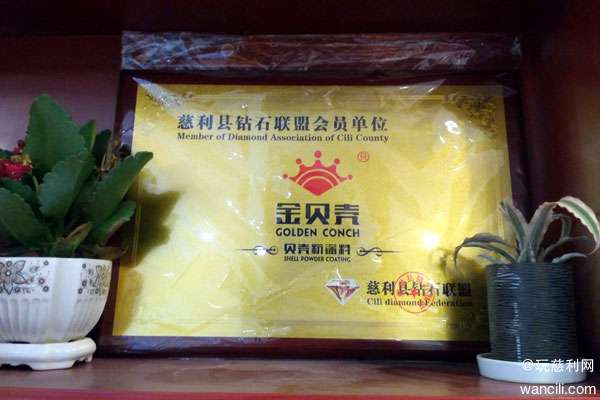 慈利县钻石联盟会员单位
Member of Diamond Association of Cili County
金贝壳
GOLDEN CONCH
贝壳粉涂料
SHELL POWDER COATING
慈利县钻石联盟
Cili diamond Federation
@玩慈利网
wancili.com